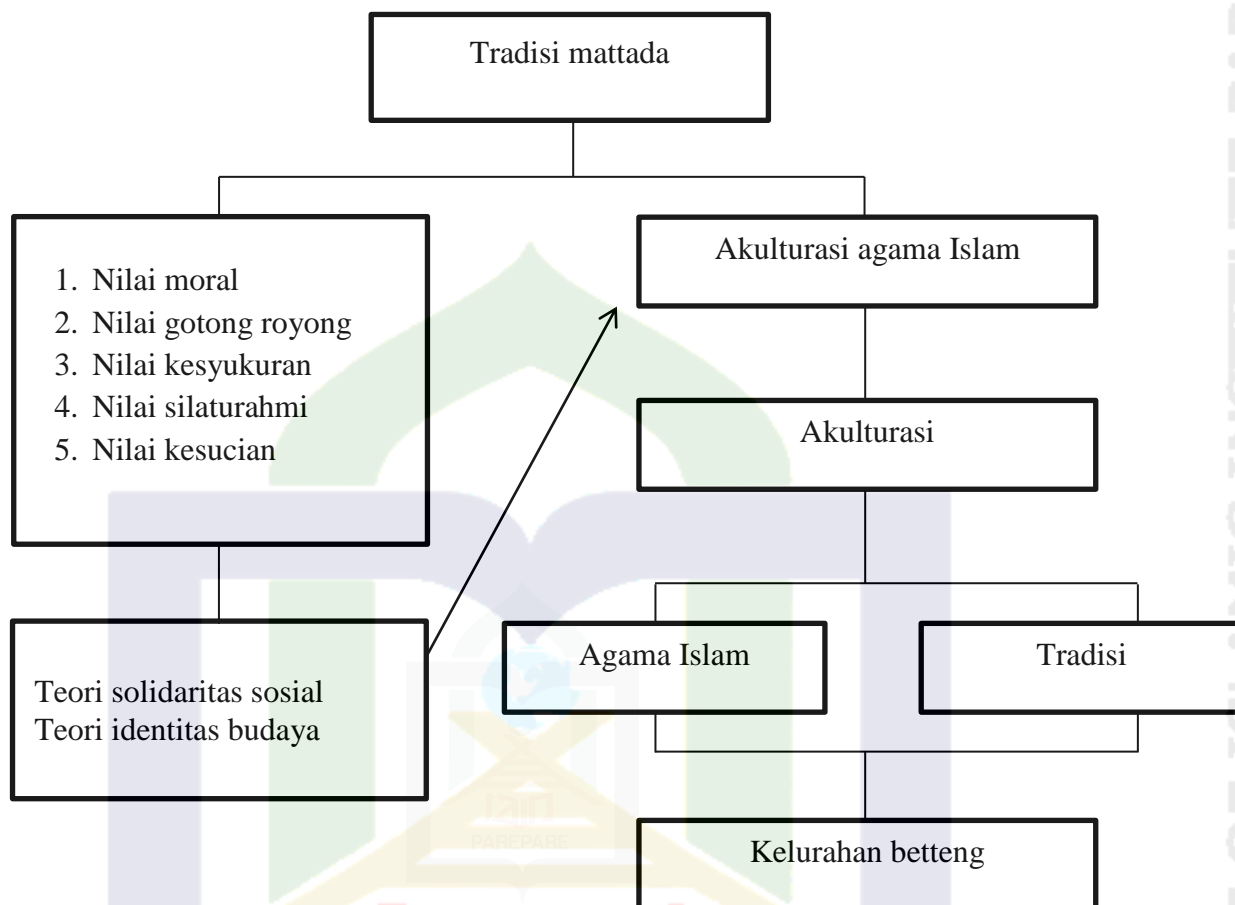 Tradisi mattada
1. Nilai moral
2. Nilai gotong royong
3. Nilai kesyukuran
4. Nilai silaturahmi
5. Nilai kesucian
Akulturasi agama Islam
Akulturasi
Teori solidaritas sosial
Teori identitas budaya
Agama Islam
Tradisi
Kelurahan betteng
PAREPARE